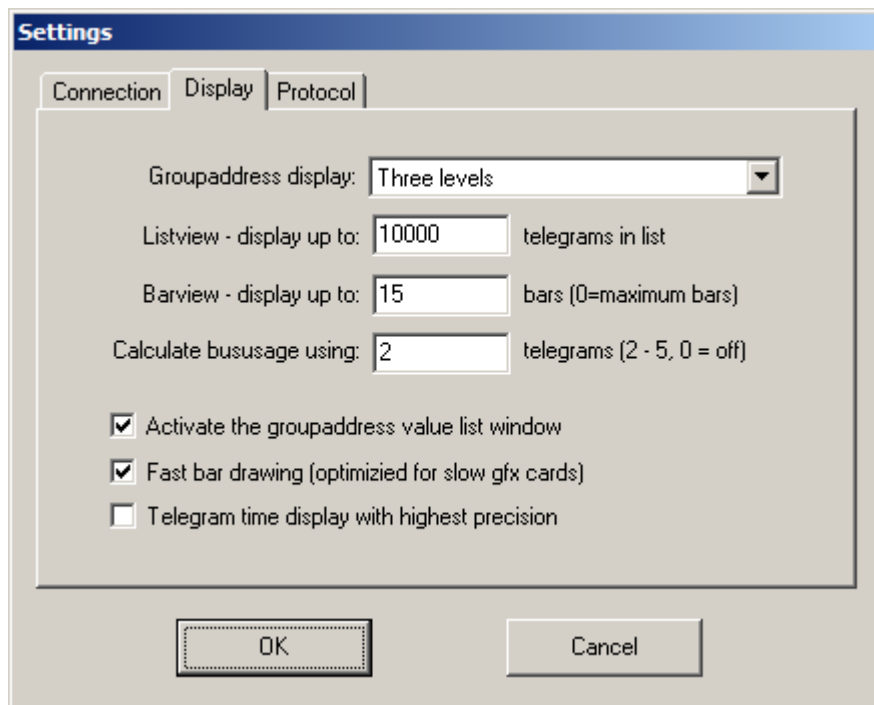 Settings
Connection Display Protocol
Groupaddress display: Three levels
Listview - display up to: 10000 telegrams in list
Barview - display up to: 15 bars (0=maximum bars)
Calculate bususage using: 2 telegrams (2 - 5, 0 = off)
Activate the groupaddress value list window
Fast bar drawing (optimizied for slow gfx cards)
Telegram time display with highest precision
OK Cancel